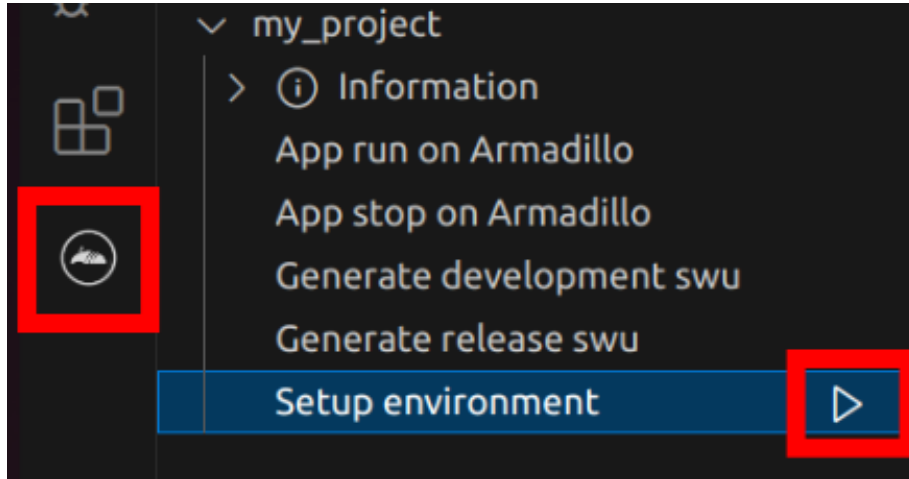 my_project
Information
App run on Armadillo
App stop on Armadillo
Generate development swu
Generate release swu
Setup environment